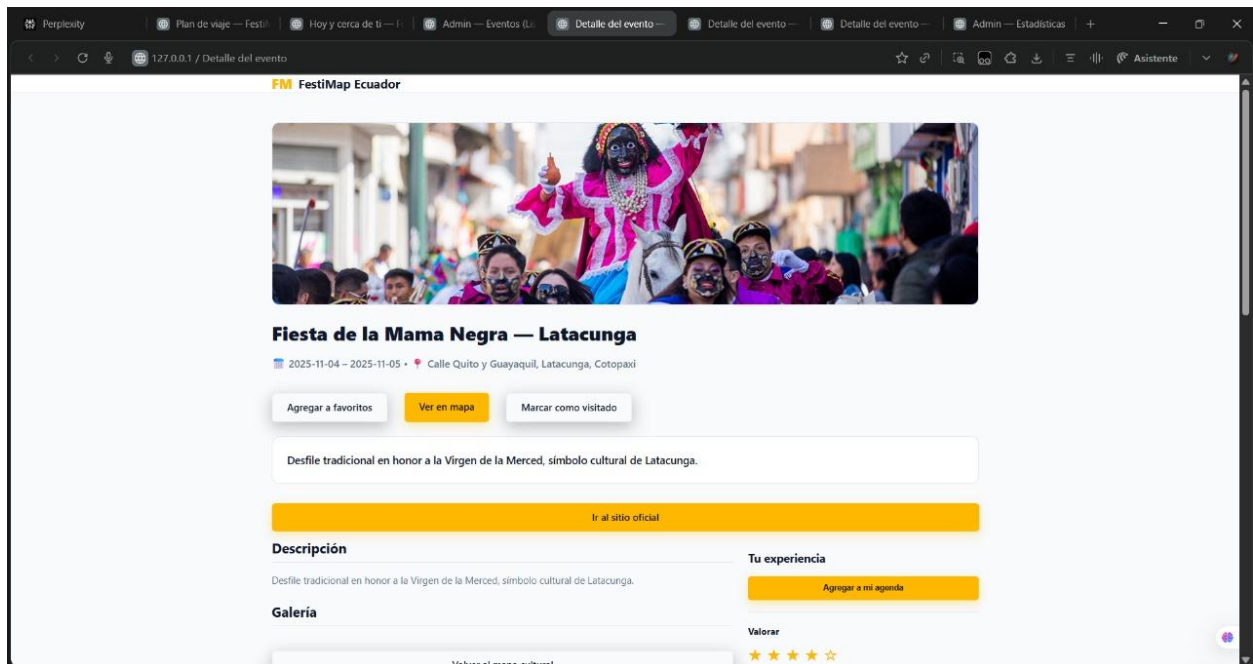 Perplexity
Plan de viaje — Festi
Hoy y cerca de ti — F
Admin — Eventos (Lis
Detalle del evento —
Detalle del evento —
Detalle del evento —
Admin — Estadísticas
127.0.0.1 / Detalle del evento
Asistente
FM FestiMap Ecuador
Fiesta de la Mama Negra — Latacunga
2025-11-04 – 2025-11-05 • Calle Quito y Guayaquil, Latacunga, Cotopaxi
Agregar a favoritos
Ver en mapa
Marcar como visitado
Desfile tradicional en honor a la Virgen de la Merced, símbolo cultural de Latacunga.
Ir al sitio oficial
Descripción
Desfile tradicional en honor a la Virgen de la Merced, símbolo cultural de Latacunga.
Galería
Volver al mapa cultural
Tu experiencia
Agregar a mi agenda
Valorar